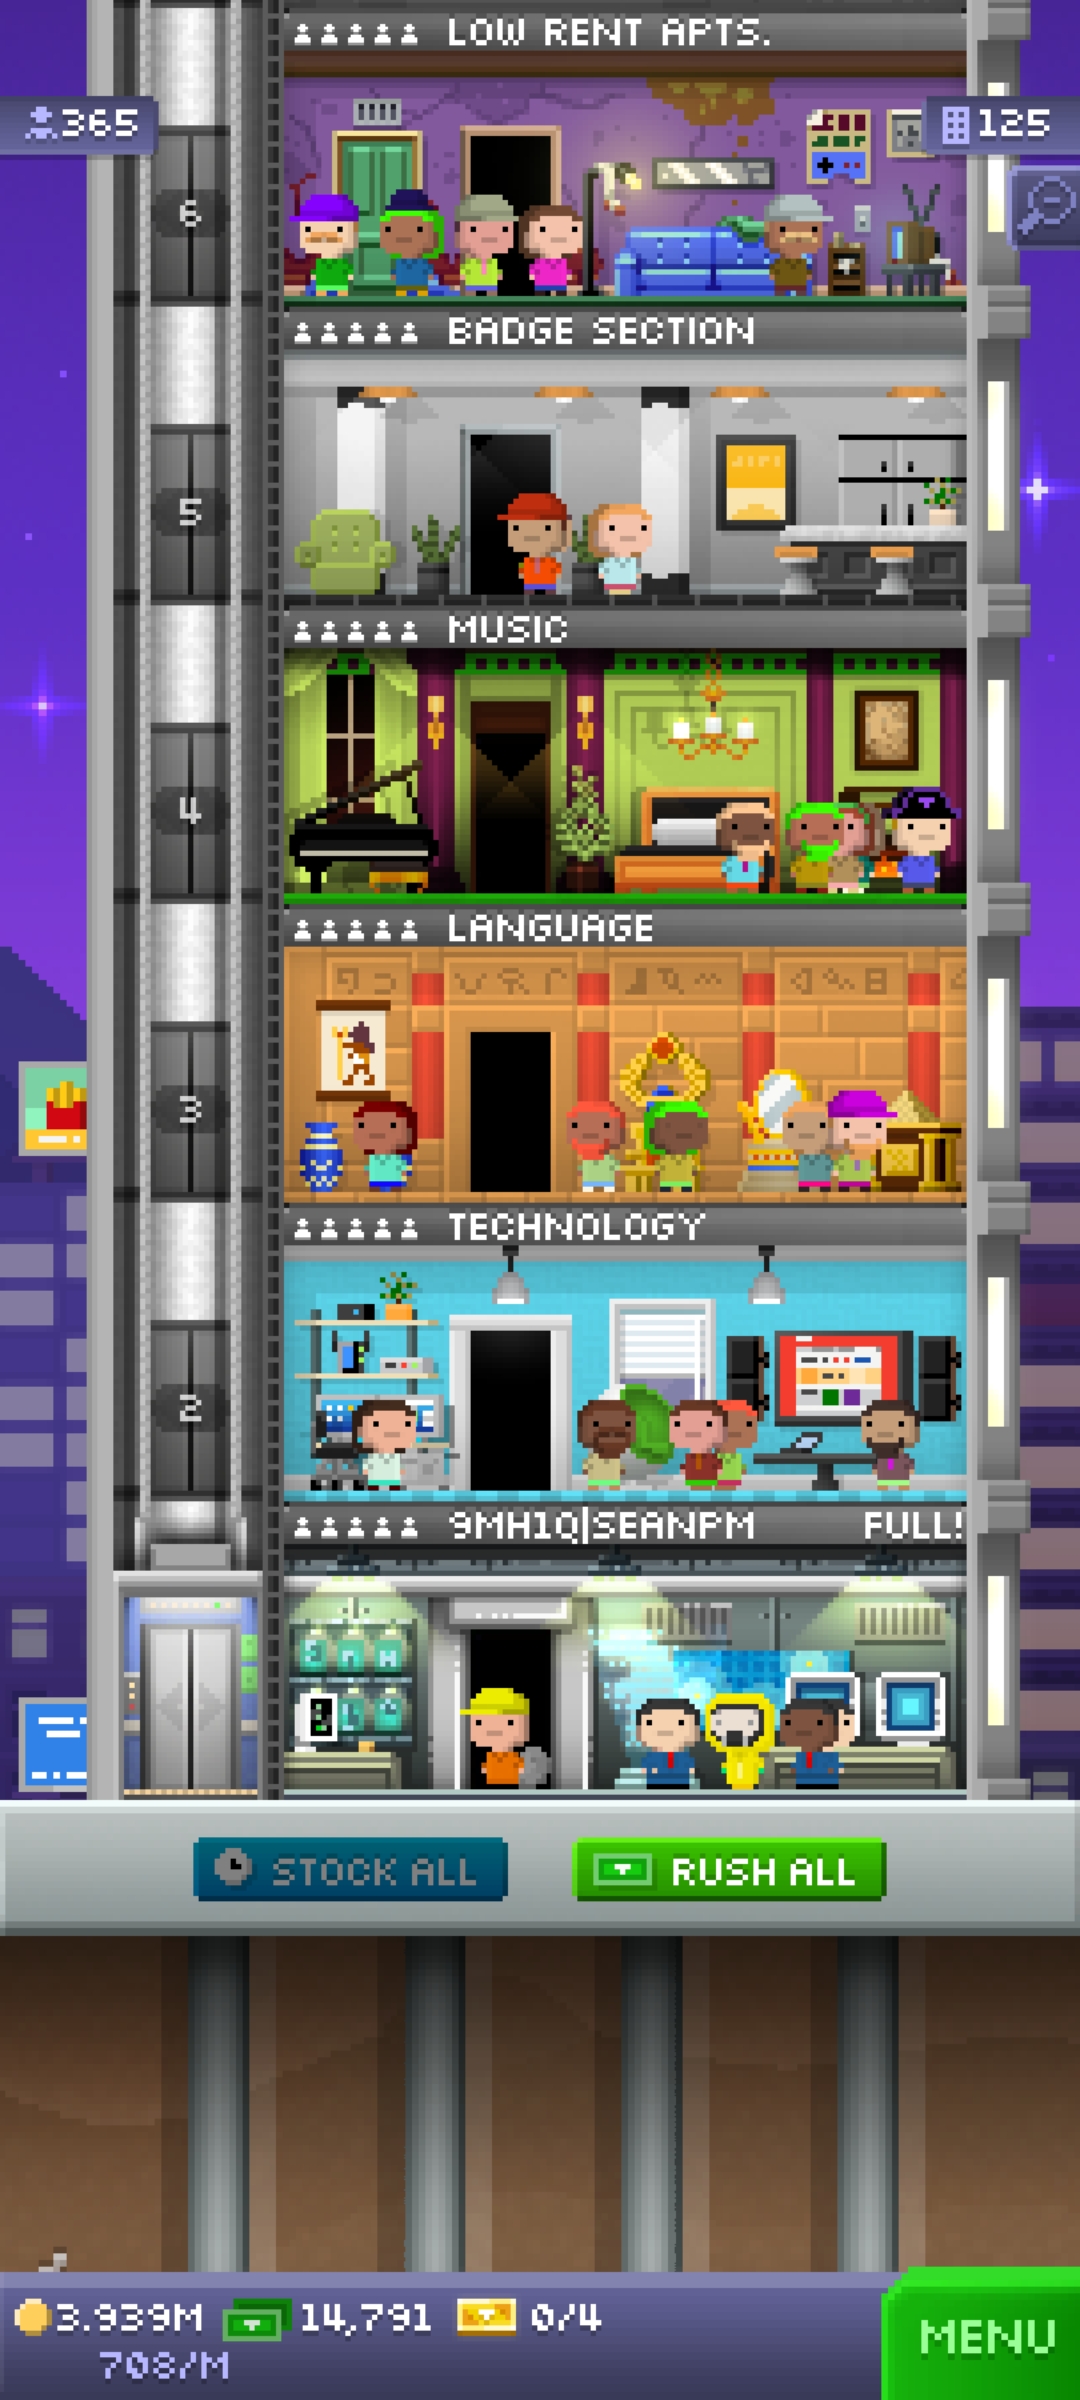 LOW RENT APTS.
365
125
6
BADGE SECTION
5
MUSIC
4
LANGUAGE
3
TECHNOLOGY
2
9MH1Q|SEANPM FULL!
STOCK ALL
RUSH ALL
3.939M 14,791 0/4
708/M
MENU